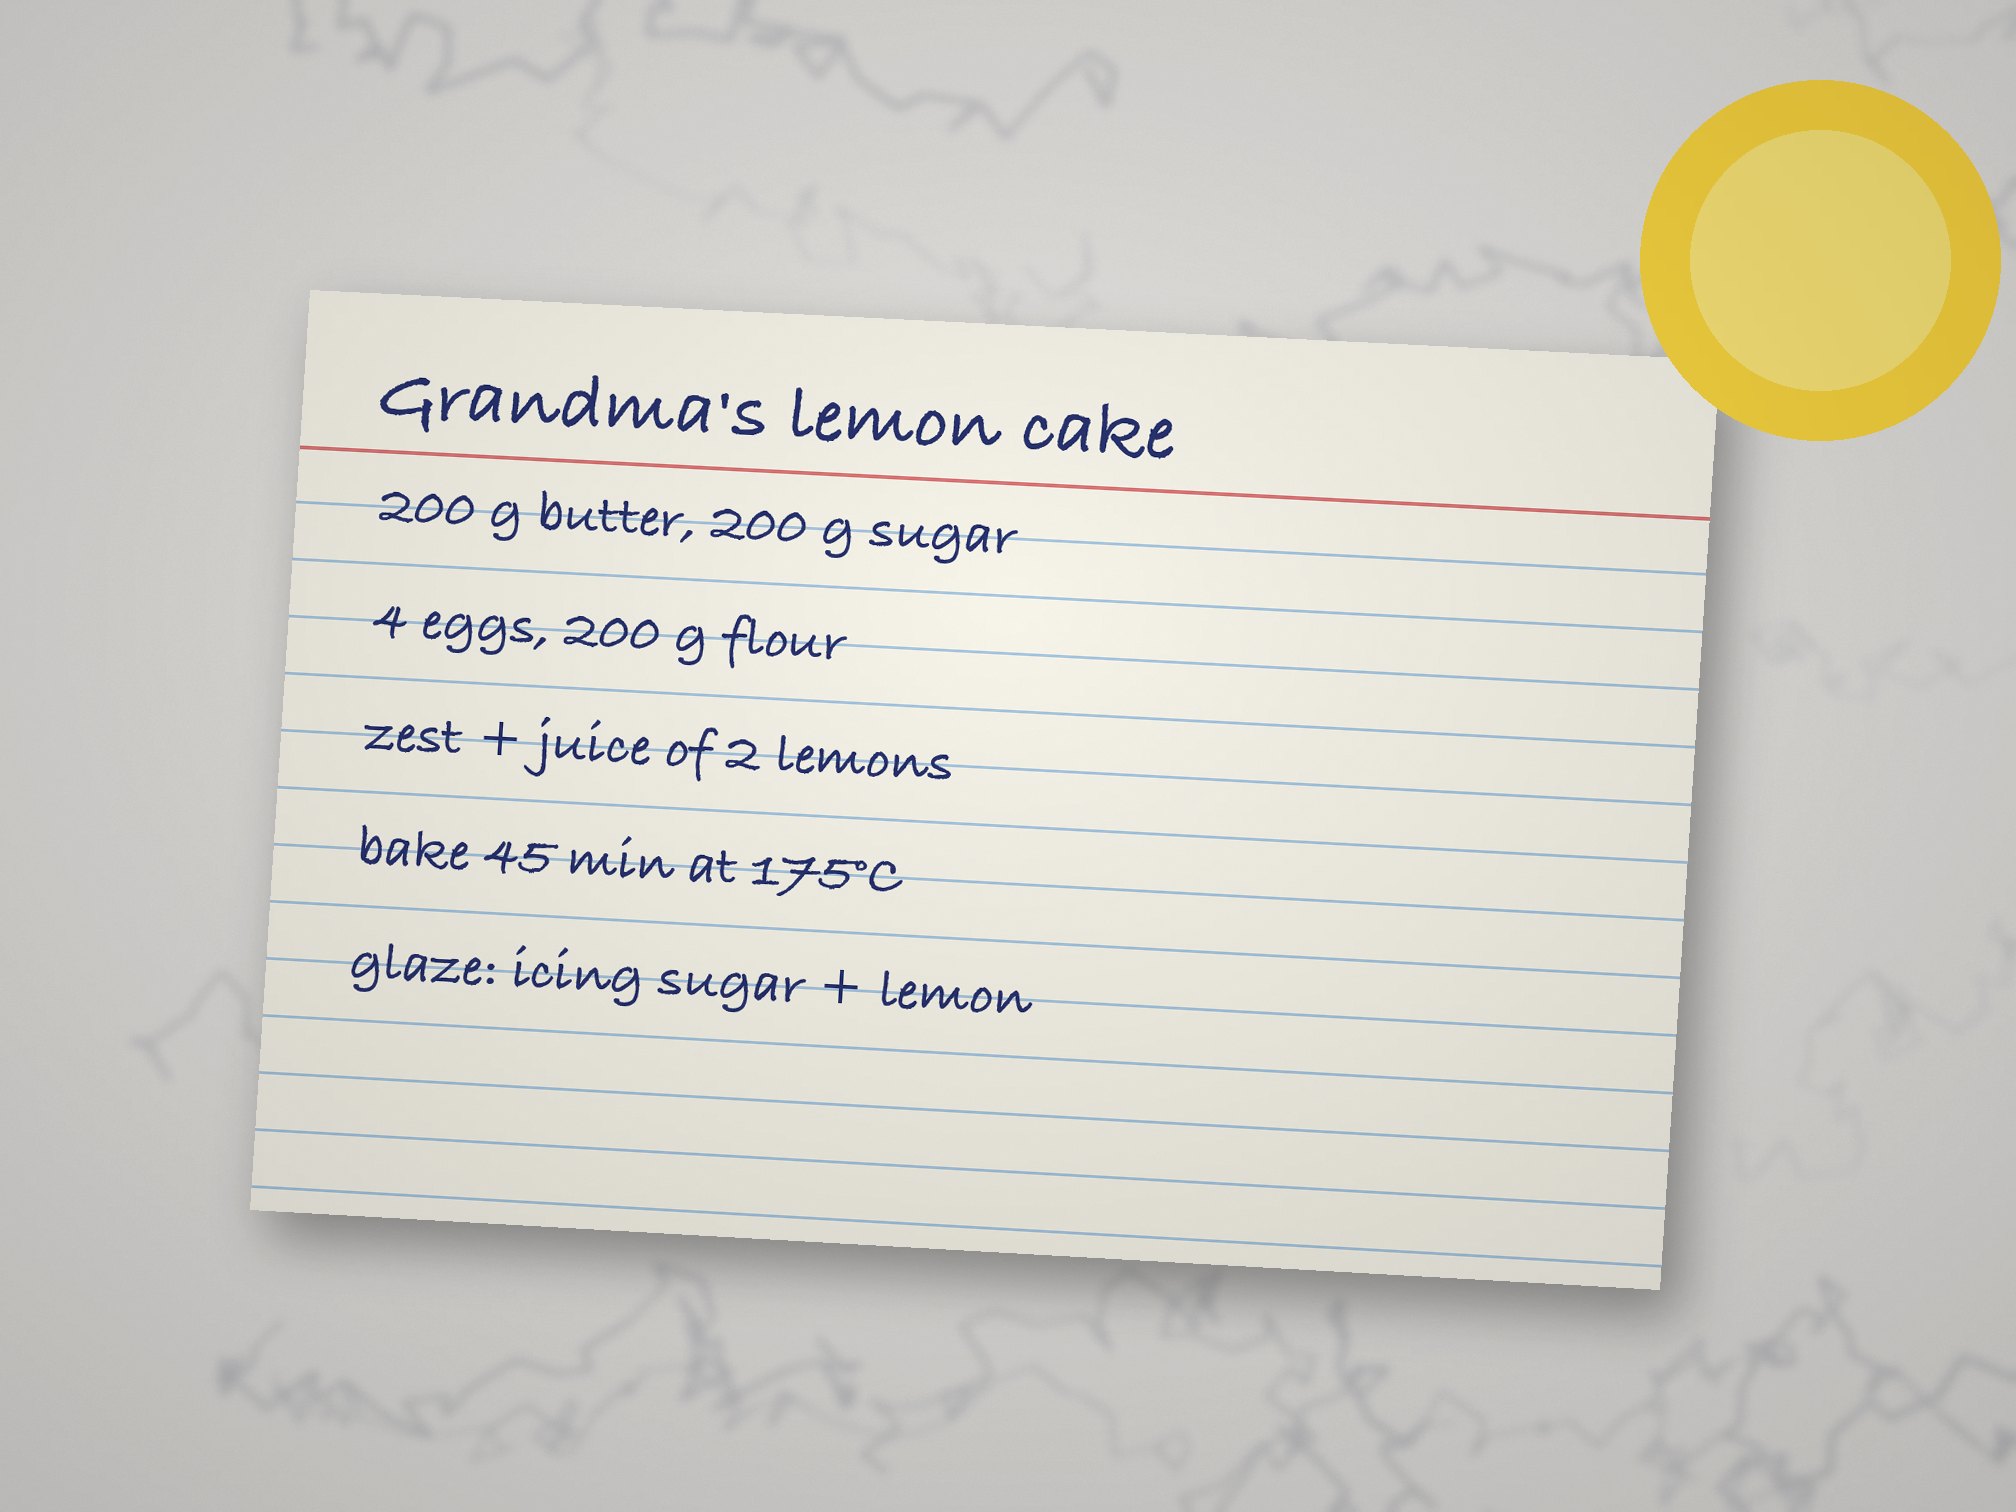 Grandma's lemon cake
200 g butter, 200 g sugar
4 eggs, 200 g flour
zest + juice of 2 lemons
bake 45 min at 175°C
glaze: icing sugar + lemon